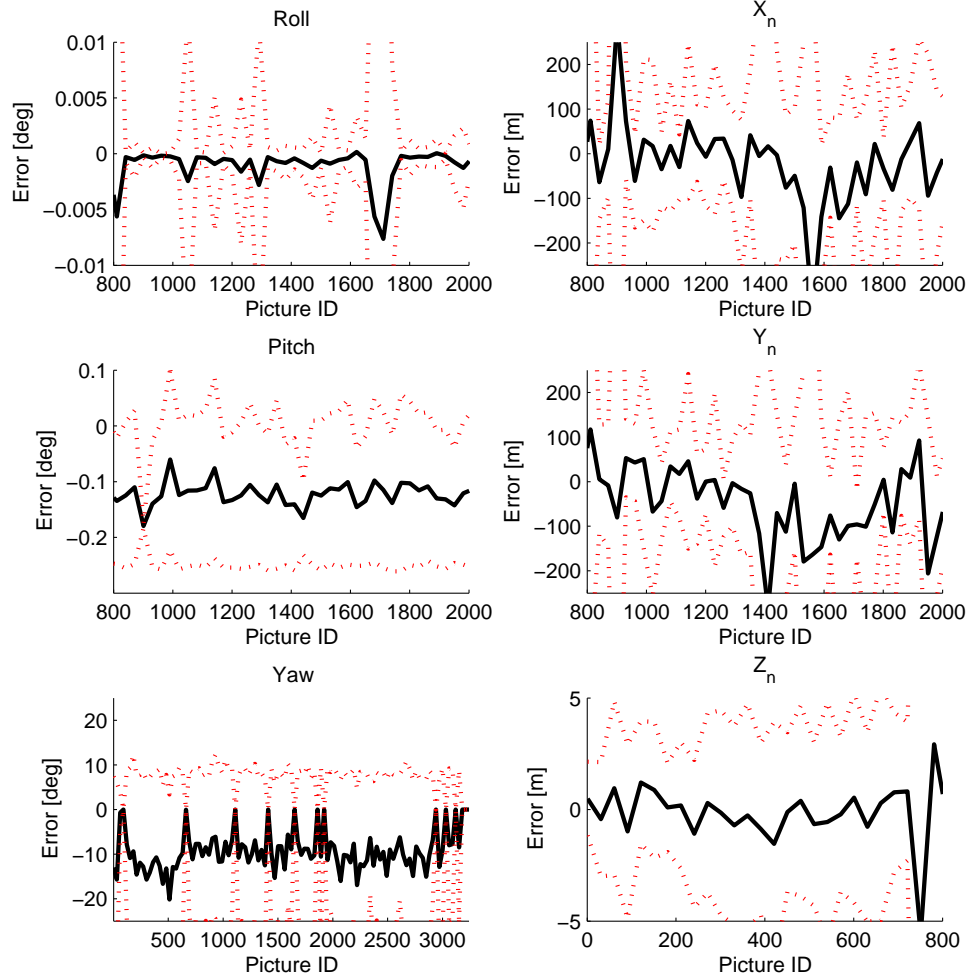 Roll
0.01
0.005
0
−0.005
−0.01
Error [deg]
800 1000 1200 1400 1600 1800 2000
Picture ID
X_n
200
100
0
−100
−200
Error [m]
800 1000 1200 1400 1600 1800 2000
Picture ID
Pitch
0.1
0
−0.1
−0.2
Error [deg]
800 1000 1200 1400 1600 1800 2000
Picture ID
Y_n
200
100
0
−100
−200
Error [m]
800 1000 1200 1400 1600 1800 2000
Picture ID
Yaw
20
10
0
−10
−20
Error [deg]
500 1000 1500 2000 2500 3000
Picture ID
Z_n
5
0
−5
Error [m]
0 200 400 600 800
Picture ID